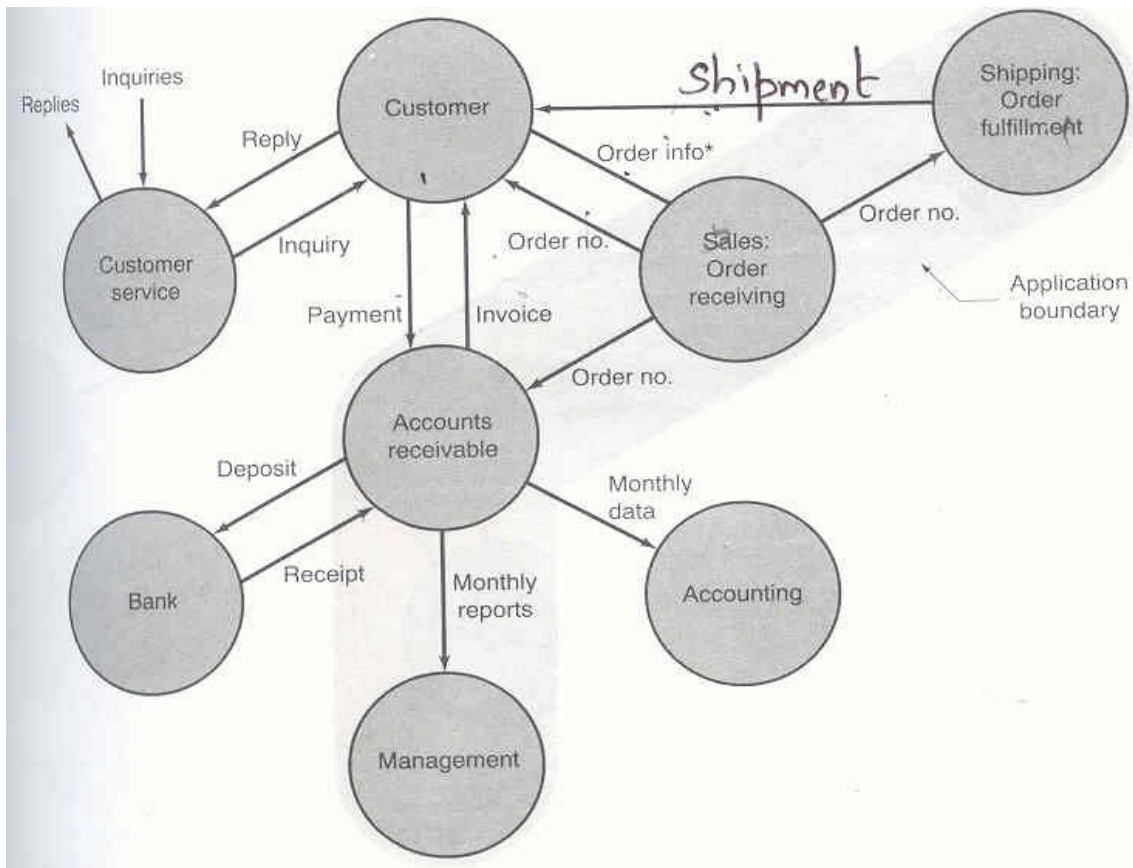 Shipment
Shipping:
Order
fulfillment
Inquiries
Replies
Customer
Reply
Order info*
Order no.
Inquiry
Order no.
Sales:
Order
receiving
Customer
service
Application
boundary
Payment
Invoice
Order no.
Accounts
receivable
Deposit
Monthly
data
Receipt
Monthly
reports
Bank
Accounting
Management